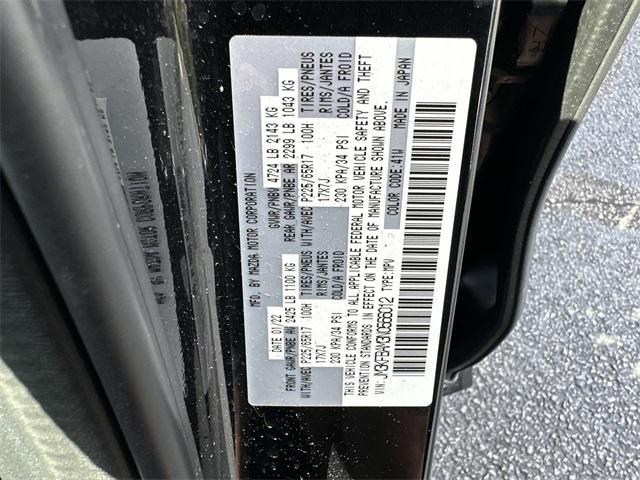 MFD. BY MAZDA MOTOR CORPORATION
DATE 01/22 GVWR/PNBV 4724 LB 2143 KG
FRONT GAWR/PNBE AV 2425 LB 1100 KG REAR GAWR/PNBE AR 2299 LB 1043 KG
WITH/AVEC P225/65R17 100H TIRES/PNEUS WITH/AVEC P225/65R17 100H TIRES/PNEUS
17X7J RIMS/JANTES 17X7J RIMS/JANTES
230 KPA/34 PSI COLD/A FROID 230 KPA/34 PSI COLD/A FROID
THIS VEHICLE CONFORMS TO ALL APPLICABLE FEDERAL MOTOR VEHICLE SAFETY AND THEFT
PREVENTION STANDARDS IN EFFECT ON THE DATE OF MANUFACTURE SHOWN ABOVE.
VIN: JM3KFBAM3N0566012 TYPE:MPV COLOR CODE:41W MADE IN JAPAN